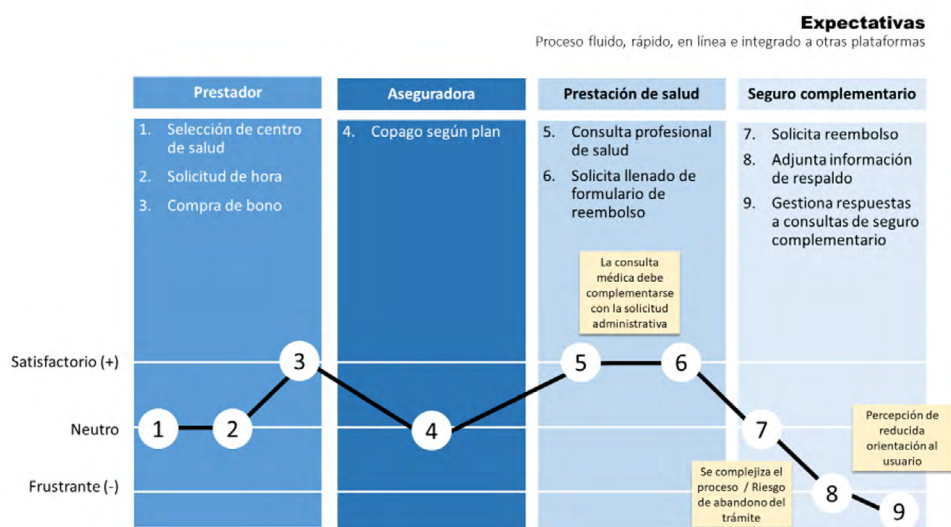 Expectativas
Proceso fluido, rápido, en línea e integrado a otras plataformas
Prestador
1. Selección de centro
de salud
2. Solicitud de hora
3. Compra de bono
Aseguradora
4. Copago según plan
Prestación de salud
5. Consulta profesional
de salud
6. Solicita llenado de
formulario de
reembolso
Seguro complementario
7. Solicita reembolso
8. Adjunta información
de respaldo
9. Gestiona respuestas
a consultas de seguro
complementario
La consulta
médica debe
complementarse
con la solicitud
administrativa
Satisfactorio (+)
Neutro
Frustrante (-)
1
2
3
4
5
6
7
8
9
Percepción de
reducida
orientación al
usuario
Se complejiza el
proceso / Riesgo
de abandono del
trámite